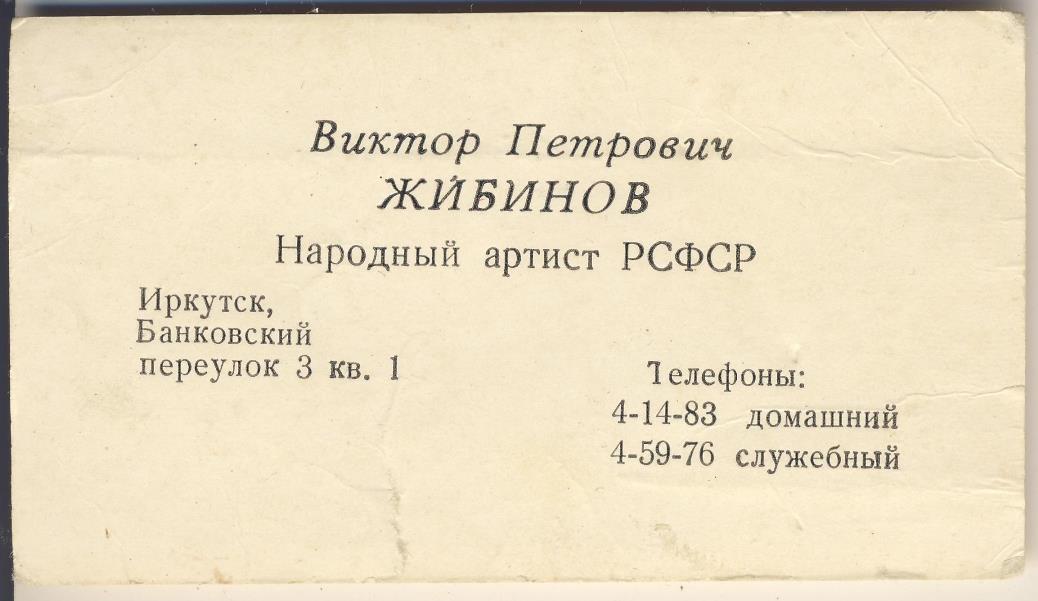 Виктор Петрович
ЖИБИНОВ
Народный артист РСФСР
Иркутск,
Банковский
переулок 3 кв. 1
Телефоны:
4-14-83 домашний
4-59-76 служебный